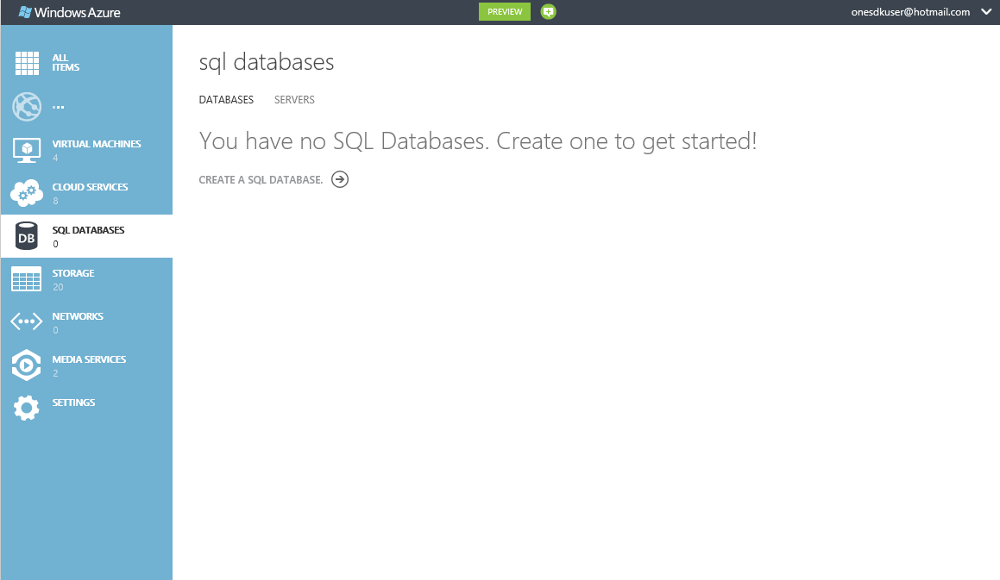 Windows Azure
PREVIEW
onesdkuser@hotmail.com
ALL
ITEMS
...
VIRTUAL MACHINES
4
CLOUD SERVICES
8
SQL DATABASES
0
DB
STORAGE
20
NETWORKS
0
MEDIA SERVICES
2
SETTINGS
sql databases
DATABASES SERVERS
You have no SQL Databases. Create one to get started!
CREATE A SQL DATABASE.